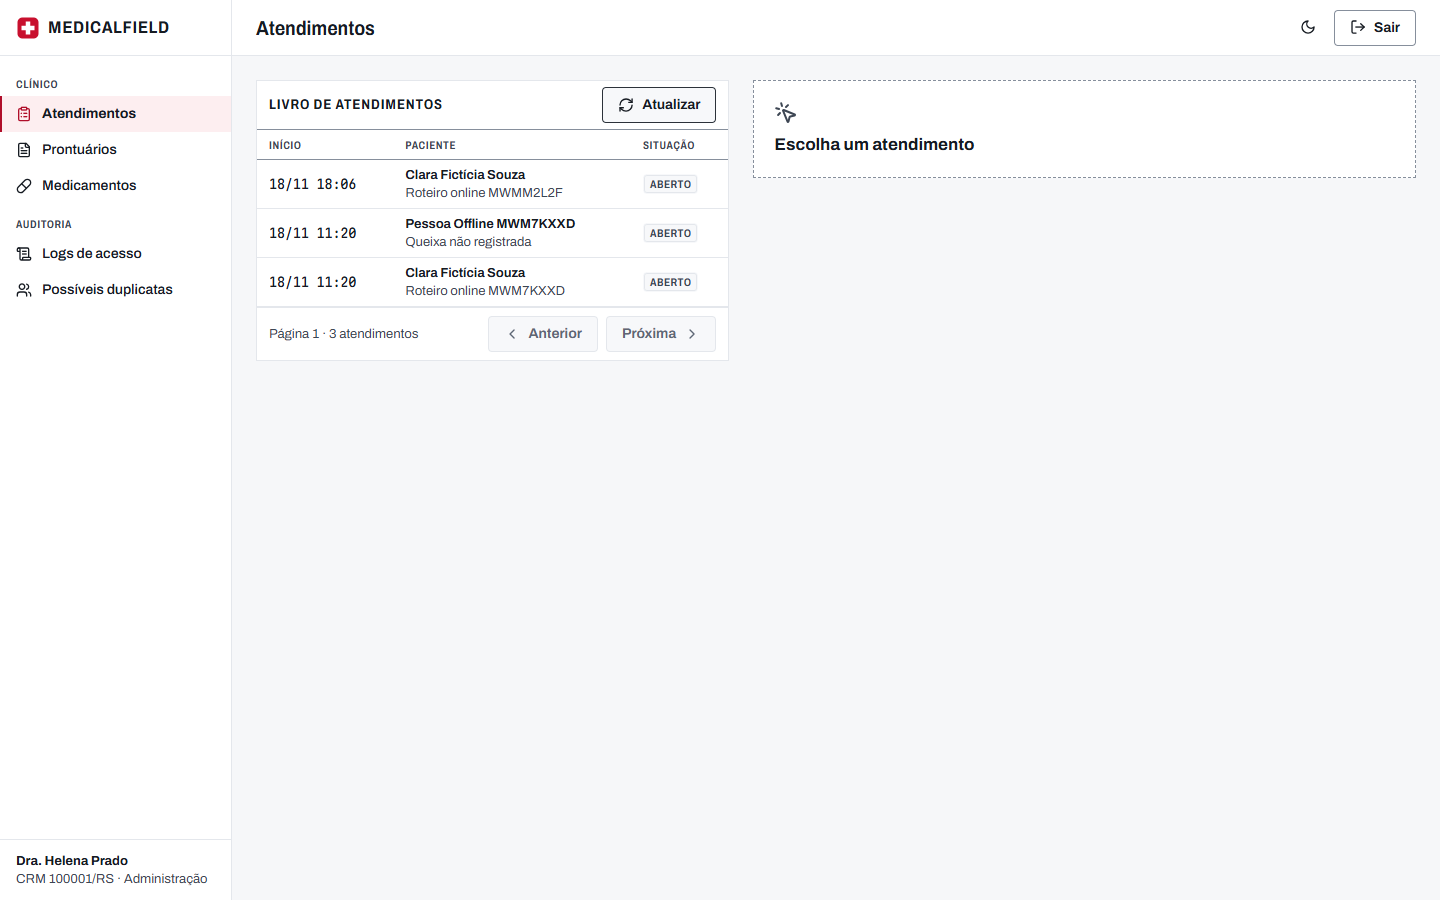 MEDICALFIELD
Atendimentos
Sair
CLÍNICO
Atendimentos
Prontuários
Medicamentos
AUDITORIA
Logs de acesso
Possíveis duplicatas
LIVRO DE ATENDIMENTOS
Atualizar
INÍCIO PACIENTE SITUAÇÃO
18/11 18:06 Clara Fictícia Souza ABERTO
Roteiro online MWMM2L2F
18/11 11:20 Pessoa Offline MWM7KXXD ABERTO
Queixa não registrada
18/11 11:20 Clara Fictícia Souza ABERTO
Roteiro online MWM7KXXD
Página 1 · 3 atendimentos Anterior Próxima
Escolha um atendimento
Dra. Helena Prado
CRM 100001/RS · Administração